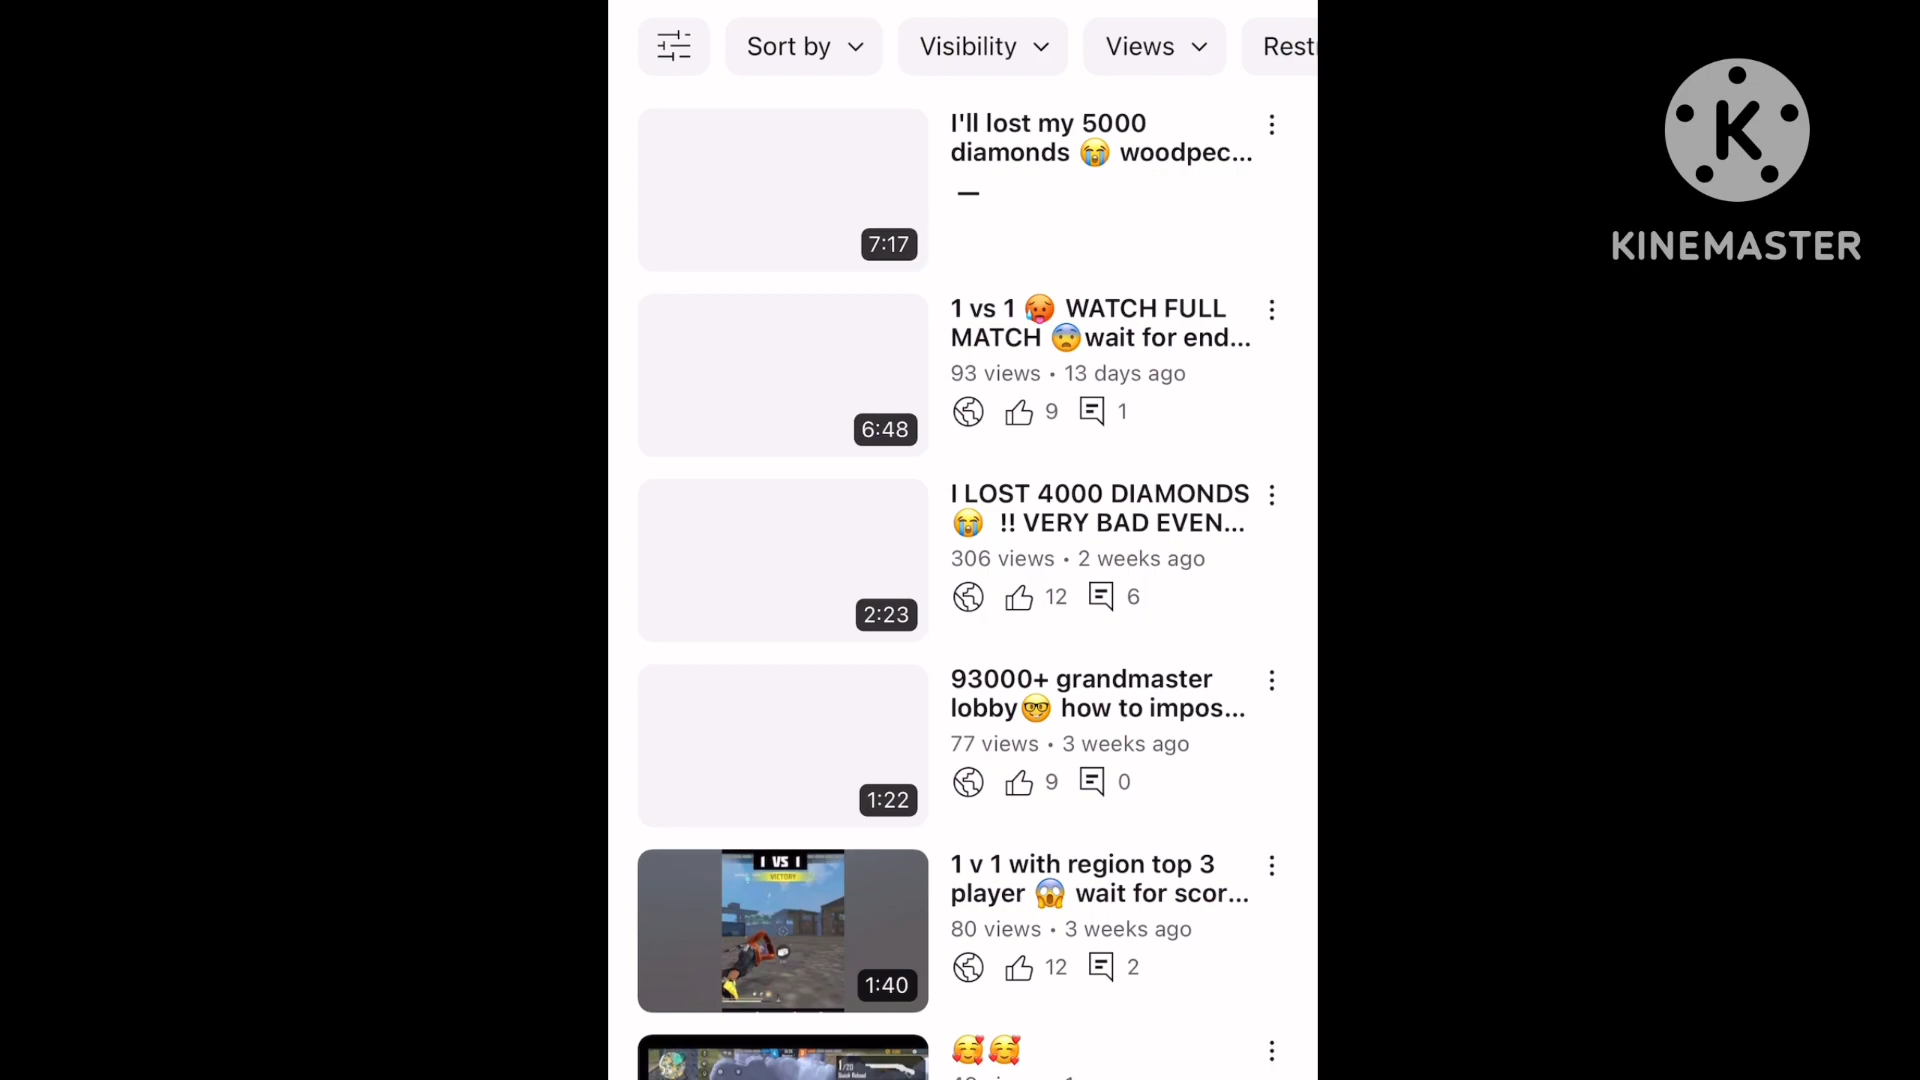 Sort by
Visibility
Views
Restr
I'll lost my 5000
diamonds 😭 woodpec...
7:17
1 vs 1 🥵 WATCH FULL
MATCH 😨wait for end...
93 views • 13 days ago
9
1
6:48
I LOST 4000 DIAMONDS
😭 !! VERY BAD EVEN...
306 views • 2 weeks ago
12
6
2:23
93000+ grandmaster
lobby🤓 how to impos...
77 views • 3 weeks ago
9
0
1:22
1 VS 1
VICTORY
1 v 1 with region top 3
player 😱 wait for scor...
80 views • 3 weeks ago
12
2
1:40
🥰🥰
K
KINEMASTER